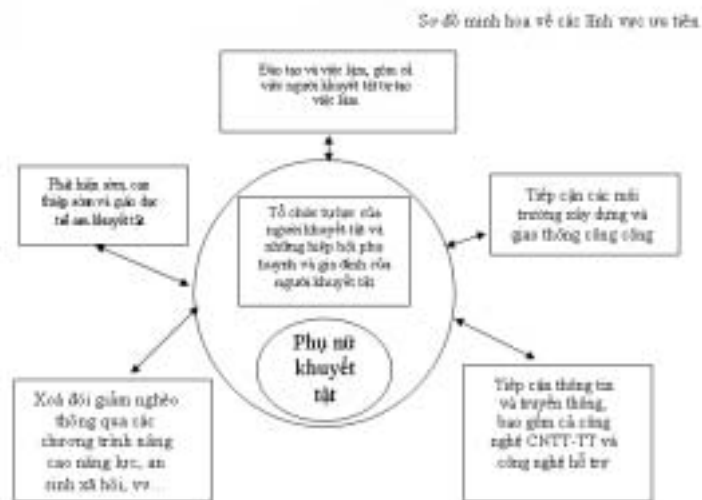 Sơ đồ minh hoạ về các lĩnh vực ưu tiên
Đào tạo và việc làm, gồm cả
việc người khuyết tật tự tạo
việc làm
Phát hiện sớm, can
thiệp sớm và giáo dục
trẻ em khuyết tật
Tổ chức tự lực của
người khuyết tật và
những hiệp hội phụ
huynh và gia đình của
người khuyết tật
Tiếp cận các môi
trường xây dựng và
giao thông công cộng
Phụ nữ
khuyết
tật
Xoá đói giảm nghèo
thông qua các
chương trình nâng
cao năng lực, an
sinh xã hội, vv...
Tiếp cận thông tin
và truyền thông,
bao gồm cả công
nghệ CNTT-TT và
công nghệ hỗ trợ